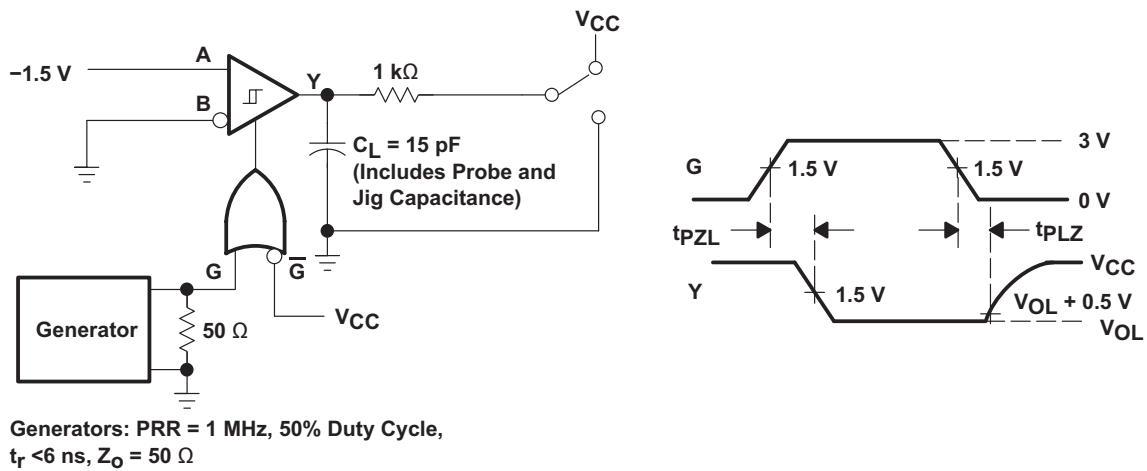 VCC
A
−1.5 V
Y
1 kΩ
B
CL = 15 pF
(Includes Probe and
Jig Capacitance)
G
G
VCC
50 Ω
Generator
Generators: PRR = 1 MHz, 50% Duty Cycle,
tr <6 ns, Zo = 50 Ω
3 V
G
1.5 V
1.5 V
0 V
tPZL
tPLZ
VCC
Y
1.5 V
VOL + 0.5 V
VOL